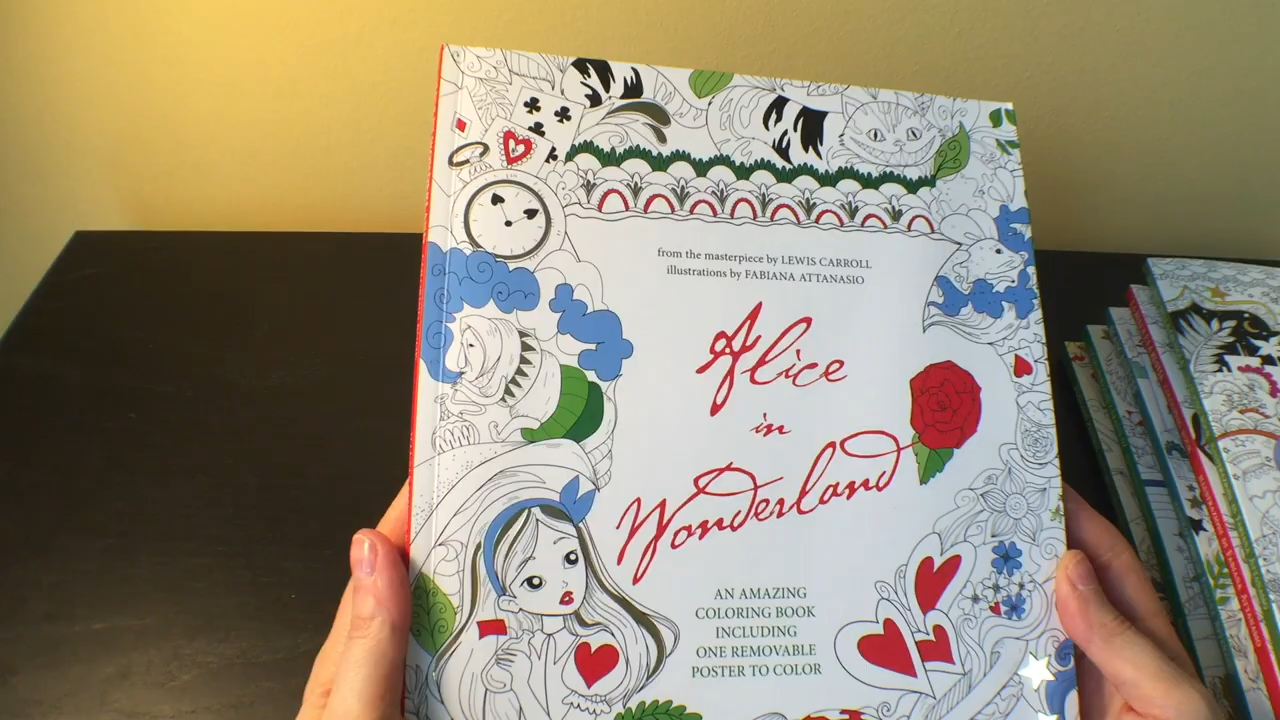 from the masterpiece by LEWIS CARROLL
illustrations by FABIANA ATTANASIO
Alice
in
Wonderland
AN AMAZING
COLORING BOOK
INCLUDING
ONE REMOVABLE
POSTER TO COLOR